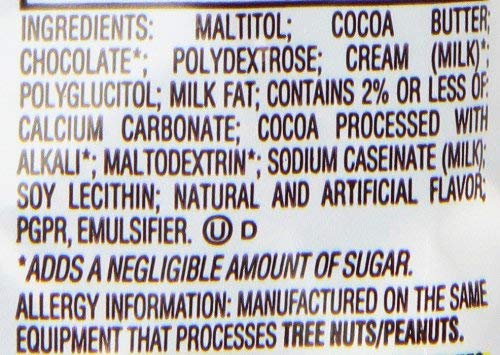 INGREDIENTS: MALTITOL; COCOA BUTTER;
CHOCOLATE*; POLYDEXTROSE; CREAM (MILK)*;
POLYGLUCITOL; MILK FAT; CONTAINS 2% OR LESS OF:
CALCIUM CARBONATE; COCOA PROCESSED WITH
ALKALI*; MALTODEXTRIN*; SODIUM CASEINATE (MILK);
SOY LECITHIN; NATURAL AND ARTIFICIAL FLAVOR;
PGPR, EMULSIFIER. Ⓤ D
*ADDS A NEGLIGIBLE AMOUNT OF SUGAR.
ALLERGY INFORMATION: MANUFACTURED ON THE SAME
EQUIPMENT THAT PROCESSES TREE NUTS/PEANUTS.